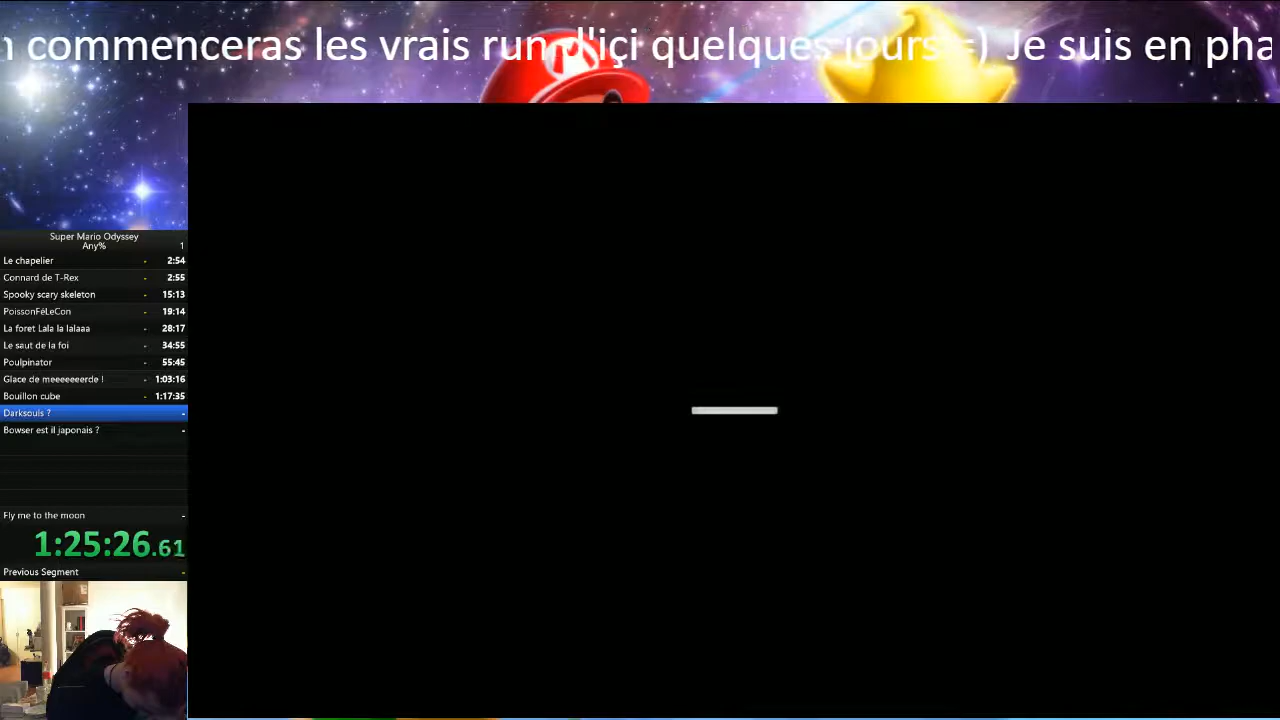 commenceras les vrais run d'içi quelques jours =) Je suis en pha
Super Mario Odyssey
Any% 1
Le chapelier - 2:54
Connard de T-Rex - 2:55
Spooky scary skeleton - 15:13
PoissonFéLeCon - 19:14
La foret Lala la lalaaa - 28:17
Le saut de la foi - 34:55
Poulpinator - 55:45
Glace de meeeeeeerde ! - 1:03:16
Bouillon cube - 1:17:35
Darksouls ? -
Bowser est il japonais ? -
Fly me to the moon -
1:25:26.61
Previous Segment -